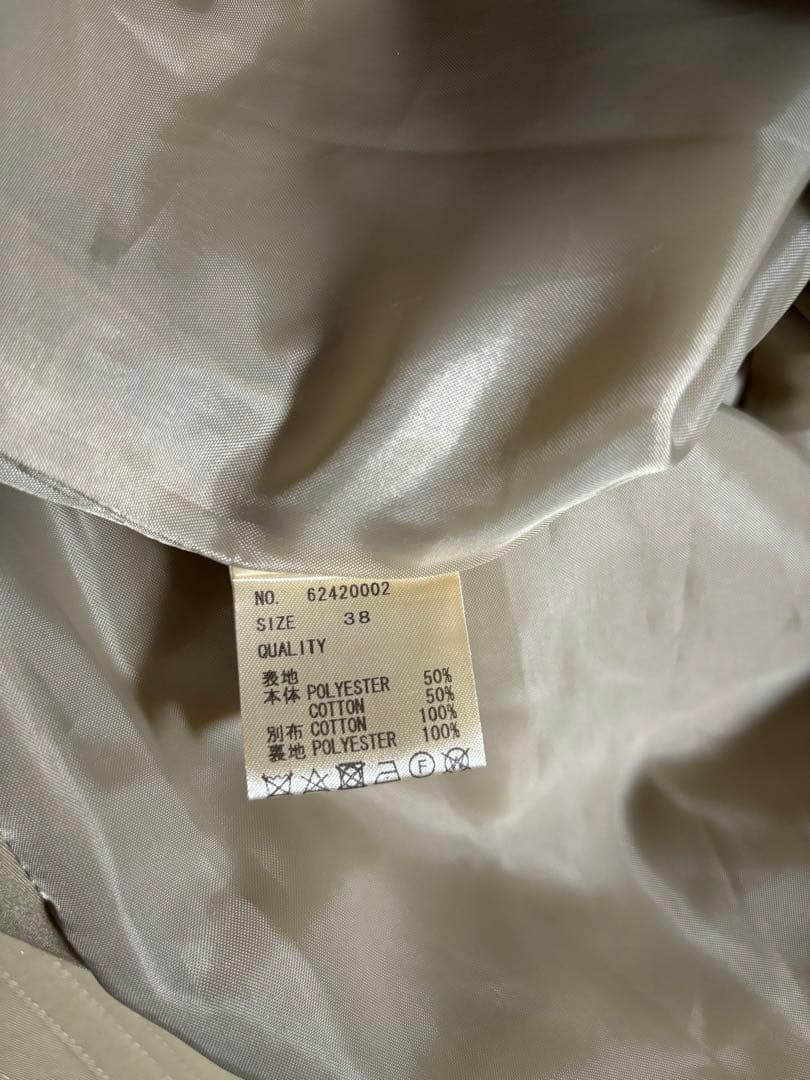 NO. 62420002
SIZE 38
QUALITY
表地
本体 POLYESTER 50%
COTTON 50%
別布 COTTON 100%
裏地 POLYESTER 100%
F W